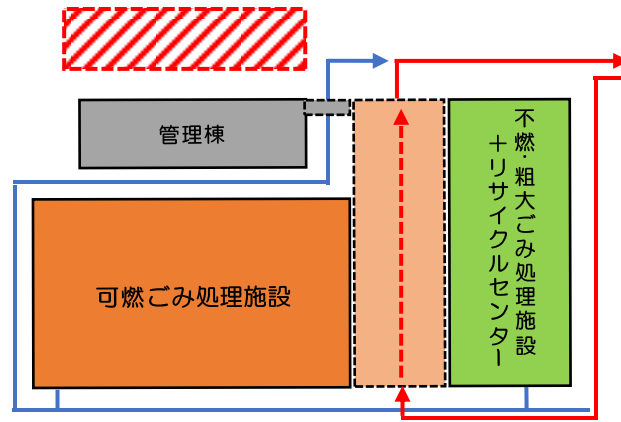 管理棟
可燃ごみ処理施設
不燃・粗大ごみ処理施設
＋リサイクルセンター